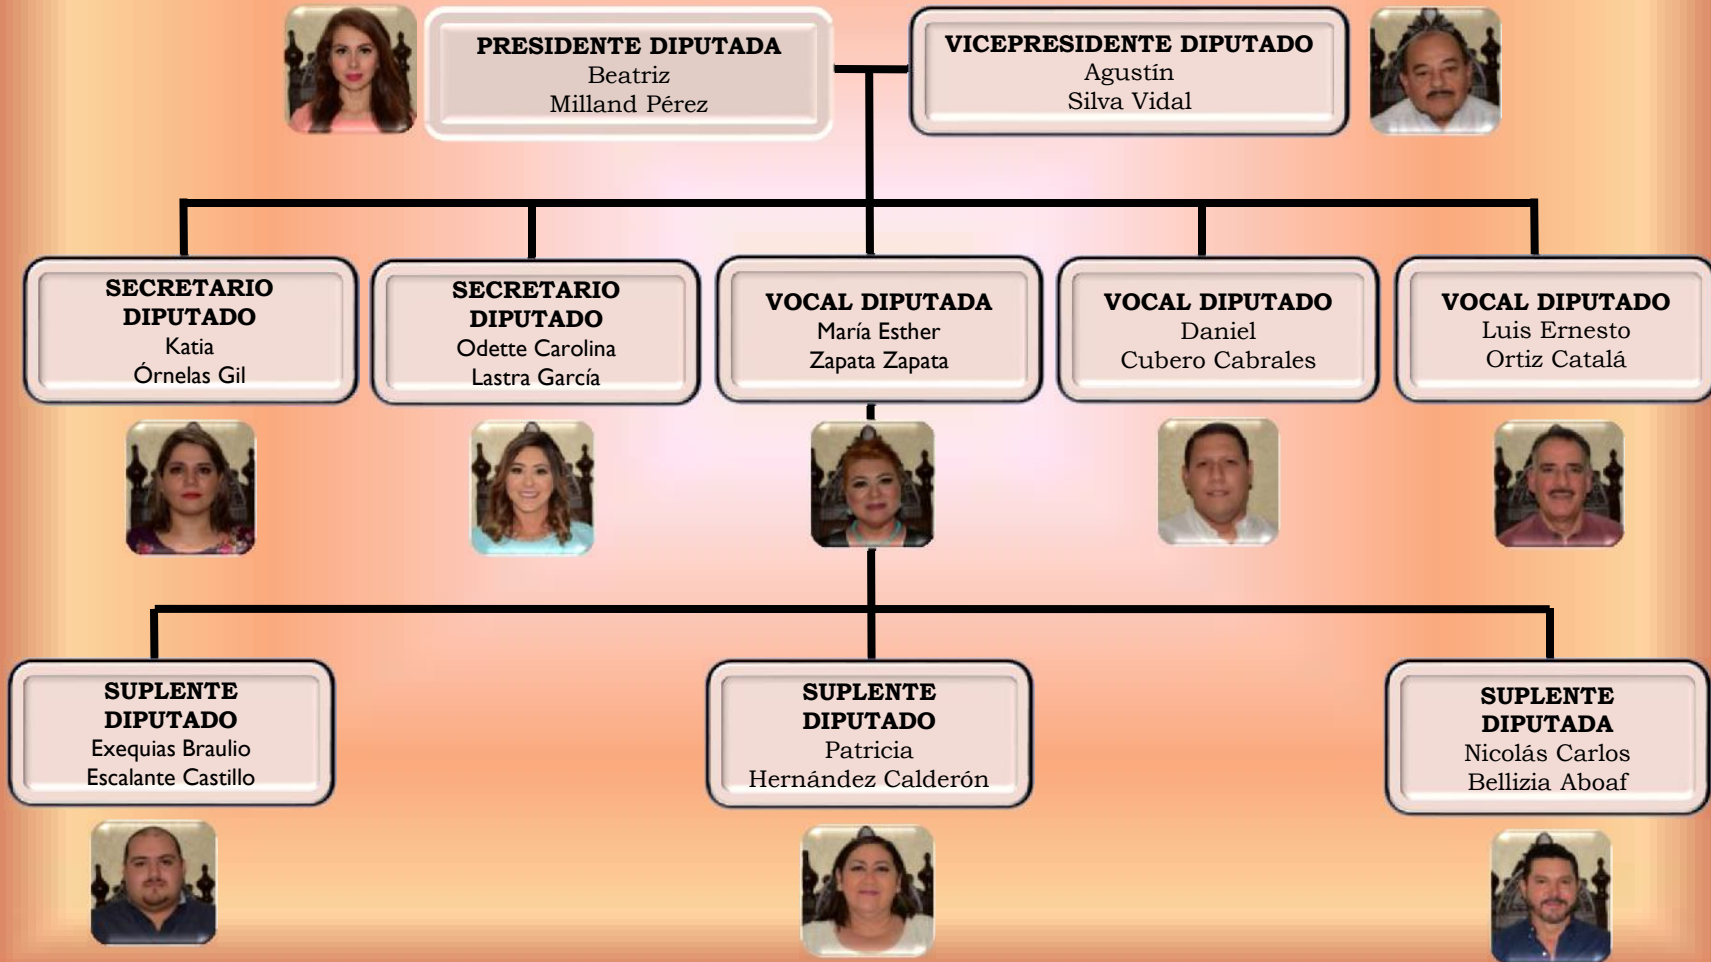 PRESIDENTE DIPUTADA
Beatriz
Milland Pérez
VICEPRESIDENTE DIPUTADO
Agustín
Silva Vidal
SECRETARIO
DIPUTADO
Katia
Órnelas Gil
SECRETARIO
DIPUTADO
Odette Carolina
Lastra García
VOCAL DIPUTADA
María Esther
Zapata Zapata
VOCAL DIPUTADO
Daniel
Cubero Cabrales
VOCAL DIPUTADO
Luis Ernesto
Ortiz Catalá
SUPLENTE
DIPUTADO
Exequias Braulio
Escalante Castillo
SUPLENTE
DIPUTADO
Patricia
Hernández Calderón
SUPLENTE
DIPUTADA
Nicolás Carlos
Bellizia Aboaf